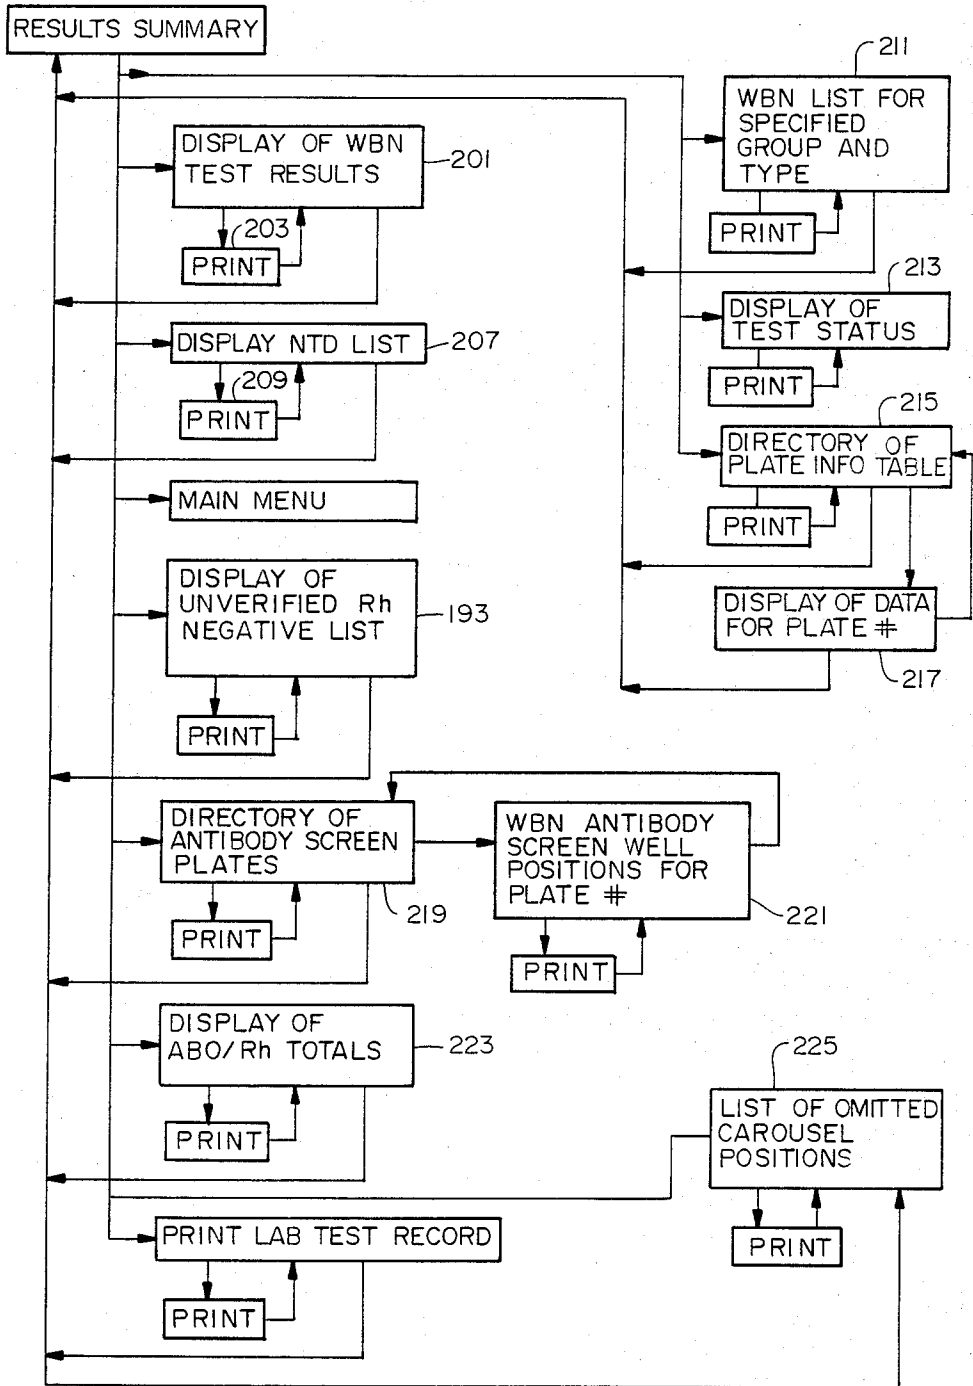 RESULTS SUMMARY
211
WBN LIST FOR
SPECIFIED
GROUP AND
TYPE
PRINT
DISPLAY OF WBN
TEST RESULTS
201
203
PRINT
213
DISPLAY OF
TEST STATUS
PRINT
DISPLAY NTD LIST
207
209
PRINT
215
DIRECTORY OF
PLATE INFO TABLE
PRINT
MAIN MENU
DISPLAY OF
UNVERIFIED Rh
NEGATIVE LIST
193
PRINT
DISPLAY OF DATA
FOR PLATE #
217
DIRECTORY OF
ANTIBODY SCREEN
PLATES
219
PRINT
WBN ANTIBODY
SCREEN WELL
POSITIONS FOR
PLATE #
221
PRINT
DISPLAY OF
ABO/Rh TOTALS
223
PRINT
225
LIST OF OMITTED
CAROUSEL
POSITIONS
PRINT
PRINT LAB TEST RECORD
PRINT